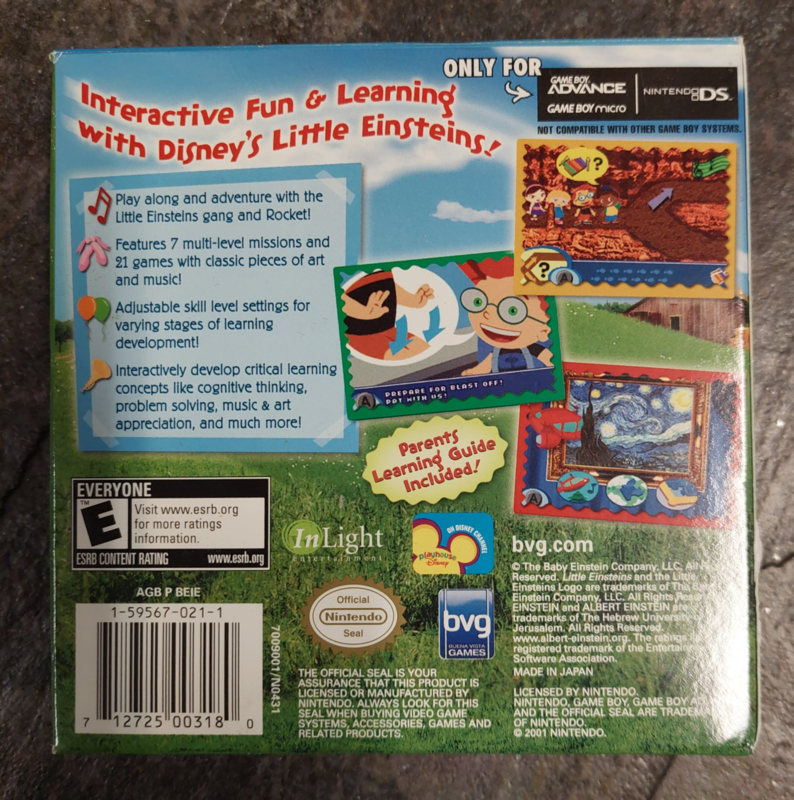 ONLY FOR
GAME BOY
ADVANCE
GAME BOY micro
NINTENDO DS
NOT COMPATIBLE WITH OTHER GAME BOY SYSTEMS.
Interactive Fun & Learning
with Disney's Little Einsteins!
Play along and adventure with the
Little Einsteins gang and Rocket!
Features 7 multi-level missions and
21 games with classic pieces of art
and music!
Adjustable skill level settings for
varying stages of learning
development!
Interactively develop critical learning
concepts like cognitive thinking,
problem solving, music & art
appreciation, and much more!
?
?
A
A
PREPARE FOR BLAST OFF!
PAT WITH US!
A
Parents
Learning Guide
Included!
EVERYONE
E
TM
Visit www.esrb.org
for more ratings
information.
ESRB CONTENT RATING www.esrb.org
InLight
Entertainment
ON DISNEY CHANNEL
Playhouse
Disney
bvg.com
© The Baby Einstein Company, LLC. All
Reserved. Little Einsteins and the Little
Einsteins Logo are trademarks of The
Einstein Company, LLC. All Rights
EINSTEIN and ALBERT EINSTEIN are
trademarks of The Hebrew University
Jerusalem. All Rights Reserved.
www.albert-einstein.org. The ratings
registered trademark of the
Software Association.
MADE IN JAPAN
LICENSED BY NINTENDO.
NINTENDO, GAME BOY, GAME BOY
AND THE OFFICIAL SEAL ARE
OF NINTENDO.
© 2001 NINTENDO.
AGB P BEIE
1-59567-021-1
7 12725 00318 0
7009001/N0431
Official
Nintendo
Seal
bvg
BUENA VISTA
GAMES
THE OFFICIAL SEAL IS YOUR
ASSURANCE THAT THIS PRODUCT IS
LICENSED OR MANUFACTURED BY
NINTENDO. ALWAYS LOOK FOR THIS
SEAL WHEN BUYING VIDEO GAME
SYSTEMS, ACCESSORIES, GAMES AND
RELATED PRODUCTS.